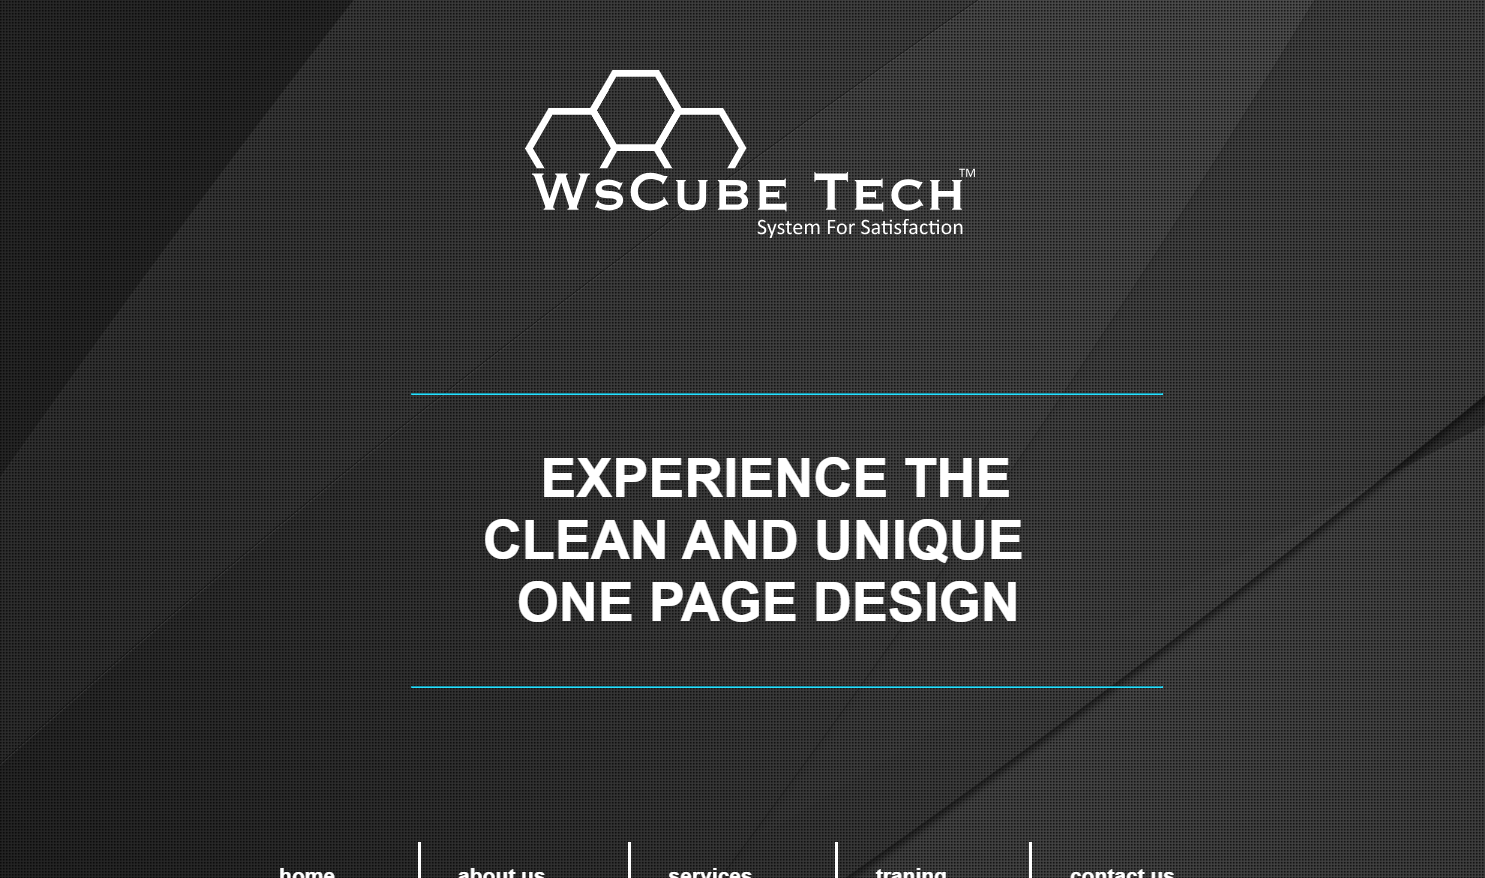 WsCube Tech™
System For Satisfaction
EXPERIENCE THE
CLEAN AND UNIQUE
ONE PAGE DESIGN
home about us services traning contact us